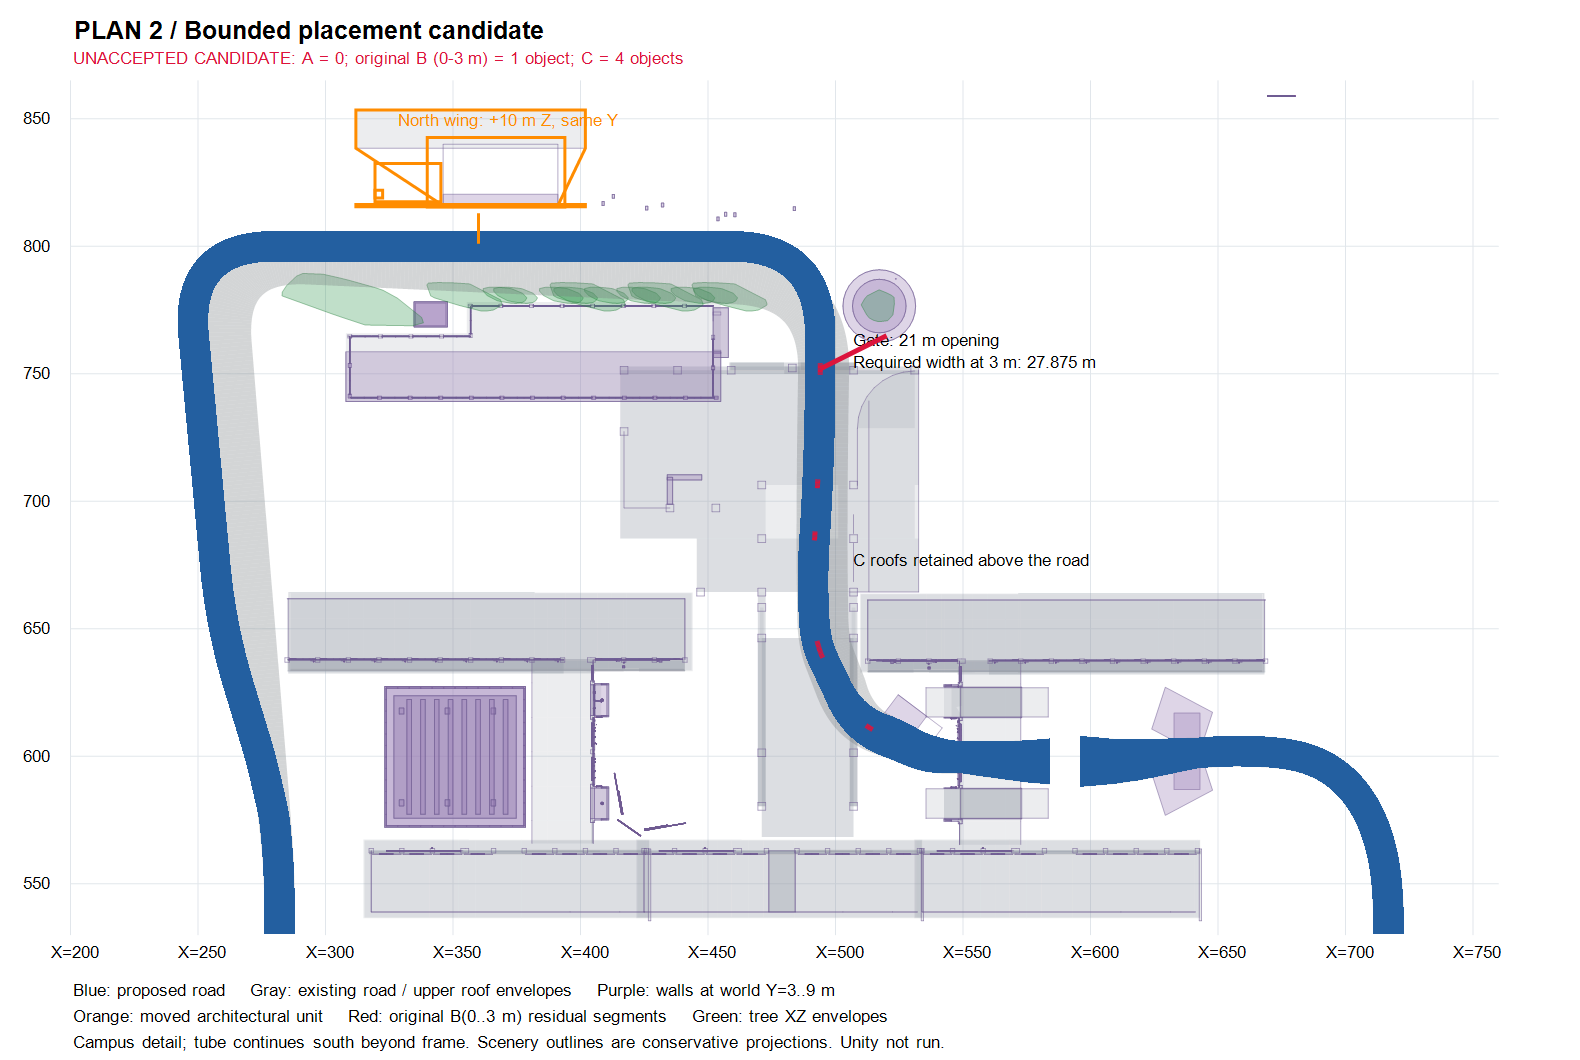 PLAN 2 / Bounded placement candidate
UNACCEPTED CANDIDATE: A = 0; original B (0-3 m) = 1 object; C = 4 objects
850
North wing: +10 m Z, same Y
800
Gate: 21 m opening
Required width at 3 m: 27.875 m
750
700
C roofs retained above the road
650
600
550
X=200 X=250 X=300 X=350 X=400 X=450 X=500 X=550 X=600 X=650 X=700 X=750
Blue: proposed road Gray: existing road / upper roof envelopes Purple: walls at world Y=3..9 m
Orange: moved architectural unit Red: original B(0..3 m) residual segments Green: tree XZ envelopes
Campus detail; tube continues south beyond frame. Scenery outlines are conservative projections. Unity not run.